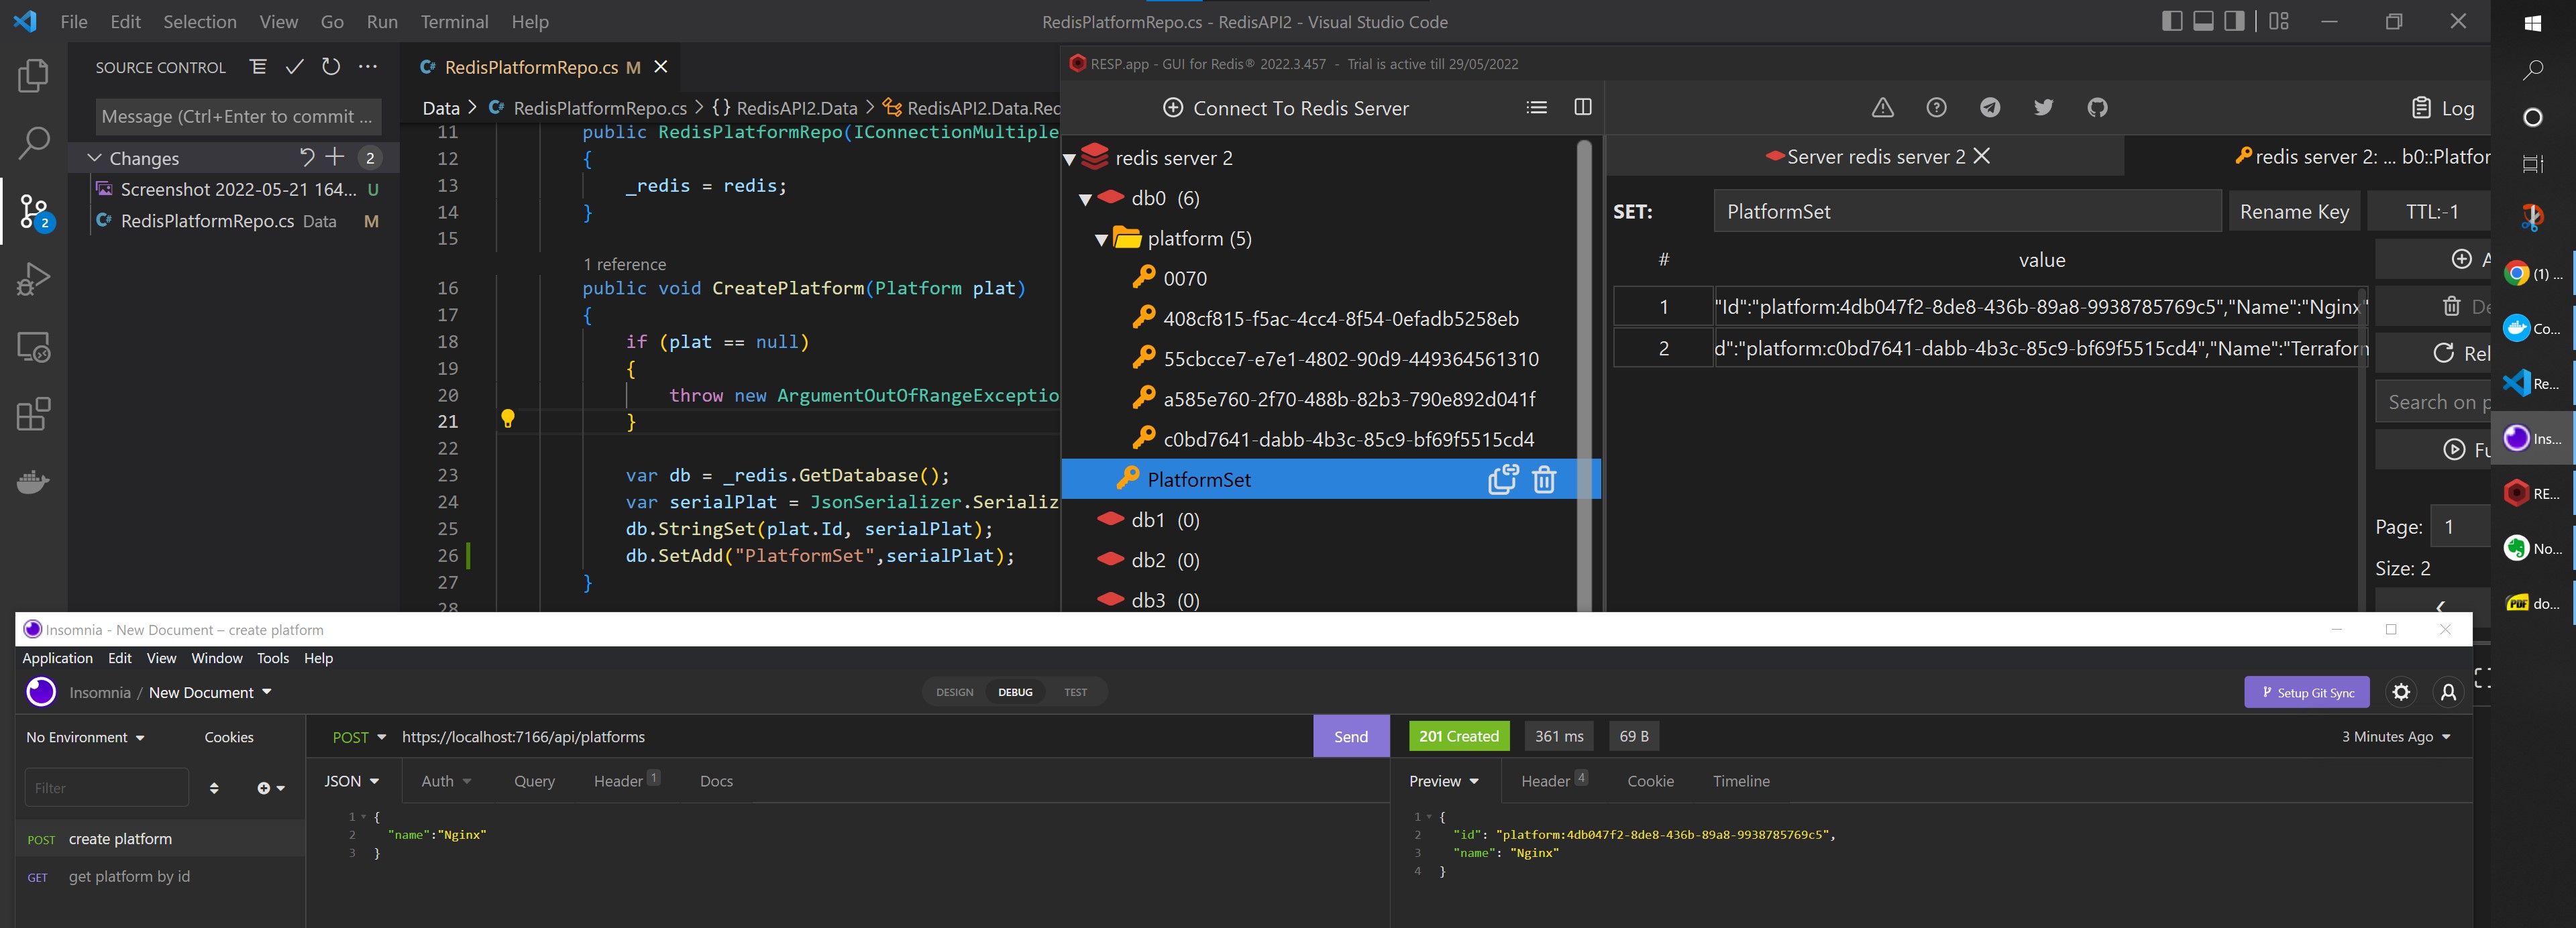 File Edit Selection View Go Run Terminal Help
RedisPlatformRepo.cs - RedisAPI2 - Visual Studio Code
SOURCE CONTROL
Message (Ctrl+Enter to commit ...
Changes 2
Screenshot 2022-05-21 164... U
RedisPlatformRepo.cs Data M
2
RedisPlatformRepo.cs M
Data > RedisPlatformRepo.cs > {} RedisAPI2.Data > RedisAPI2.Data.Red
11 public RedisPlatformRepo(IConnectionMultiple
12 {
13 _redis = redis;
14 }
15
1 reference
16 public void CreatePlatform(Platform plat)
17 {
18 if (plat == null)
19 {
20 throw new ArgumentOutOfRangeExceptio
21 }
22
23 var db = _redis.GetDatabase();
24 var serialPlat = JsonSerializer.Serializ
25 db.StringSet(plat.Id, serialPlat);
26 db.SetAdd("PlatformSet",serialPlat);
27 }
28
RESP.app - GUI for Redis® 2022.3.457 - Trial is active till 29/05/2022
Connect To Redis Server
Log
redis server 2
db0 (6)
platform (5)
0070
408cf815-f5ac-4cc4-8f54-0efadb5258eb
55cbcce7-e7e1-4802-90d9-449364561310
a585e760-2f70-488b-82b3-790e892d041f
c0bd7641-dabb-4b3c-85c9-bf69f5515cd4
PlatformSet
db1 (0)
db2 (0)
db3 (0)
Server redis server 2
redis server 2: ... b0::Platfor
SET: PlatformSet Rename Key TTL:-1
# value
1 "Id":"platform:4db047f2-8de8-436b-89a8-9938785769c5","Name":"Nginx"
2 d":"platform:c0bd7641-dabb-4b3c-85c9-bf69f5515cd4","Name":"Terraform
A
De
Rel
Search on p
Fu
Page: 1
Size: 2
(1) ...
Co...
Re...
Ins...
RE...
No...
PDF do...
Insomnia - New Document – create platform
Application Edit View Window Tools Help
Insomnia / New Document
DESIGN DEBUG TEST
Setup Git Sync
No Environment Cookies
POST https://localhost:7166/api/platforms Send
201 Created 361 ms 69 B
3 Minutes Ago
Filter
JSON Auth Query Header 1 Docs
Preview Header 4 Cookie Timeline
POST create platform
GET get platform by id
1 {
2 "name":"Nginx"
3 }
1 {
2 "id": "platform:4db047f2-8de8-436b-89a8-9938785769c5",
3 "name": "Nginx"
4 }